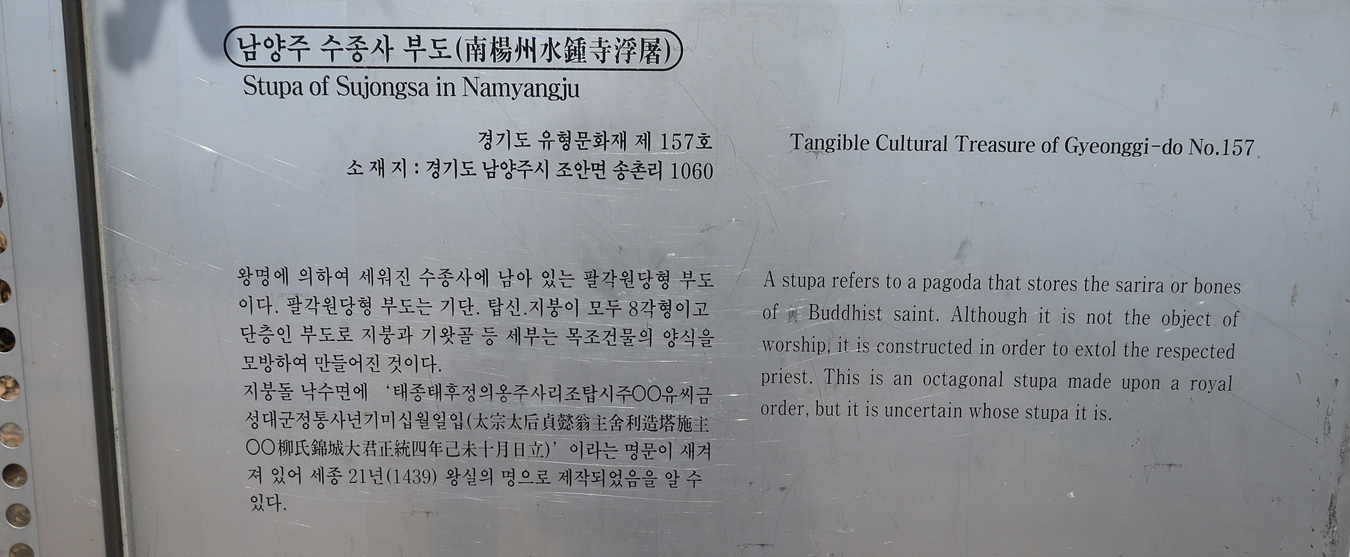 남양주 수종사 부도(南楊州水鍾寺浮屠)
Stupa of Sujongsa in Namyangju
경기도 유형문화재 제 157호
소 재 지 : 경기도 남양주시 조안면 송촌리 1060
왕명에 의하여 세워진 수종사에 남아 있는 팔각원당형 부도
이다. 팔각원당형 부도는 기단. 탑신.지붕이 모두 8각형이고
단층인 부도로 지붕과 기왓골 등 세부는 목조건물의 양식을
모방하여 만들어진 것이다.
지붕돌 낙수면에 ‘태종태후정의옹주사리조탑시주○○유씨금
성대군정통사년기미십월일입(太宗太后貞懿翁主舍利造塔施主
○○柳氏錦城大君正統四年己未十月日立)’ 이라는 명문이 새겨
져 있어 세종 21년(1439) 왕실의 명으로 제작되었음을 알 수
있다.
Tangible Cultural Treasure of Gyeonggi-do No.157
A stupa refers to a pagoda that stores the sarira or bones
of Buddhist saint. Although it is not the object of
worship, it is constructed in order to extol the respected
priest. This is an octagonal stupa made upon a royal
order, but it is uncertain whose stupa it is.